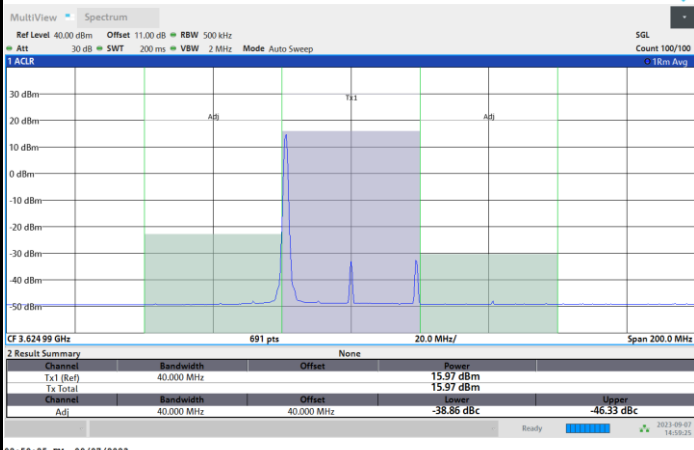 MultiView Spectrum
Ref Level 40.00 dBm Offset 11.00 dB RBW 500 kHz SGL
Att 30 dB SWT 200 ms VBW 2 MHz Mode Auto Sweep Count 100/100
1 ACLR 1Rm Avg
30 dBm
Tx1
20 dBm
Adj Adj
10 dBm
0 dBm
-10 dBm
-20 dBm
-30 dBm
-40 dBm
-50 dBm
CF 3.624 99 GHz 691 pts 20.0 MHz/ Span 200.0 MHz
2 Result Summary None
Channel Bandwidth Offset Power
Tx1 (Ref) 40.000 MHz 15.97 dBm
Tx Total 15.97 dBm
Channel Bandwidth Offset Lower Upper
Adj 40.000 MHz 40.000 MHz -38.86 dBc -46.33 dBc
Ready 2023-09-07
14:59:25